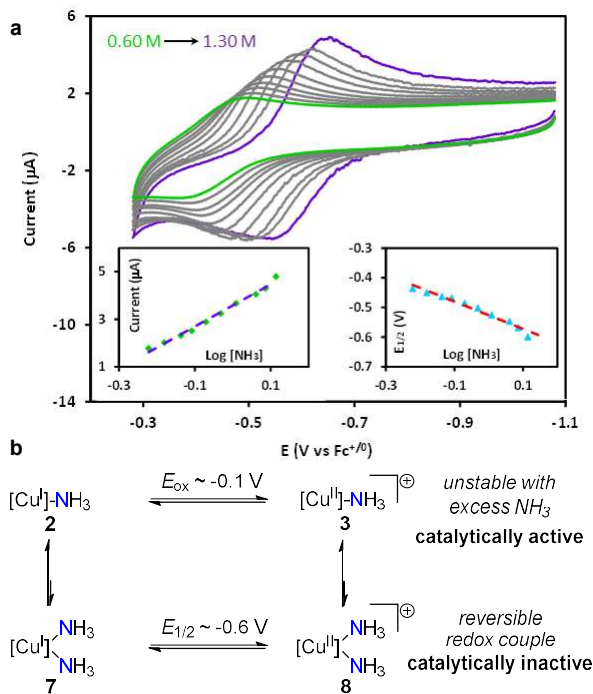 a
0.60 M → 1.30 M
Current (µA)
6
2
-2
-6
-10
-14
-0.3
-0.5
-0.7
-0.9
-1.1
E (V vs Fc⁺/⁰)
Current (µA)
5
3
1
Log [NH₃]
-0.3
-0.1
0.1
E₁/₂ (V)
-0.3
-0.4
-0.5
-0.6
-0.7
Log [NH₃]
-0.3
-0.1
0.1
b
[Cuᴵ]-NH₃
2
Eₒₓ ~ -0.1 V
[Cuᴵᴵ]-NH₃ ⊕
3
unstable with
excess NH₃
catalytically active
[Cuᴵ] NH₃ NH₃
7
E₁/₂ ~ -0.6 V
[Cuᴵᴵ] NH₃ NH₃ ⊕
8
reversible
redox couple
catalytically inactive